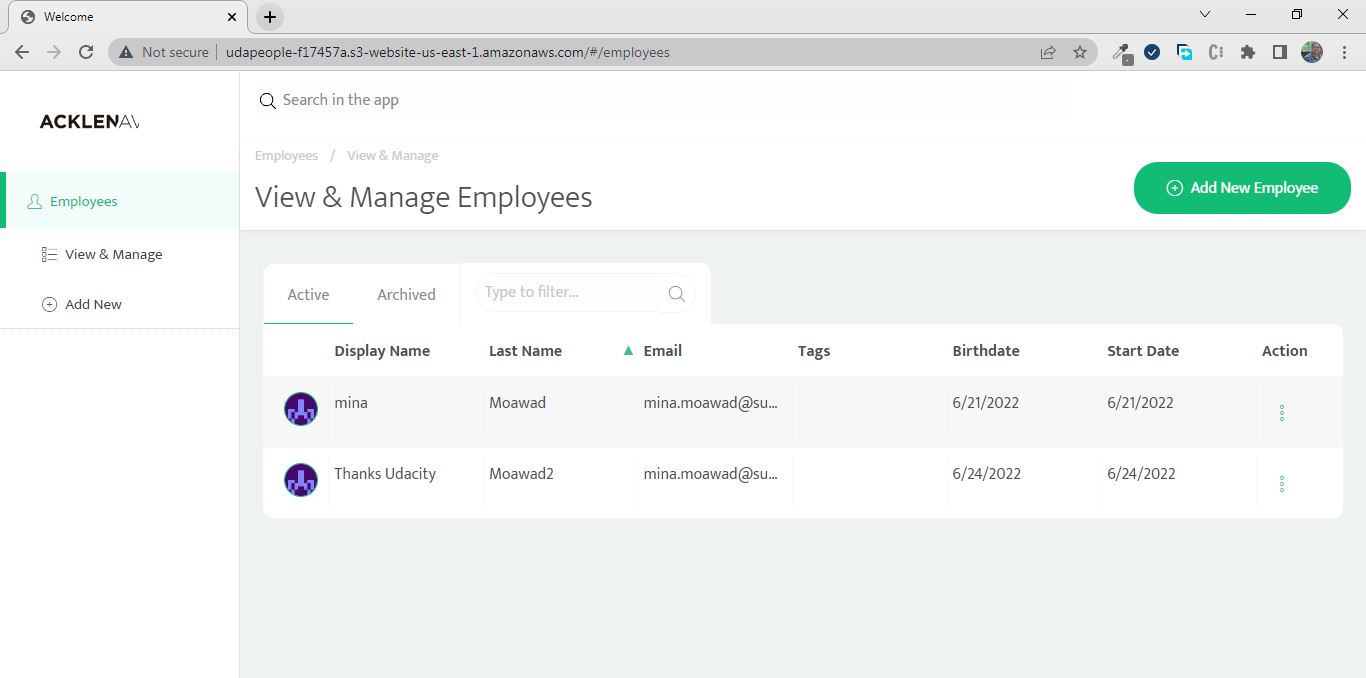 Welcome
Not secure
udapeople-f17457a.s3-website-us-east-1.amazonaws.com/#/employees
Search in the app
ACKLENAV
Employees / View & Manage
View & Manage Employees
Add New Employee
Employees
View & Manage
Add New
Active
Archived
Type to filter...
Display Name Last Name Email Tags Birthdate Start Date Action
mina Moawad mina.moawad@su... 6/21/2022 6/21/2022
Thanks Udacity Moawad2 mina.moawad@su... 6/24/2022 6/24/2022